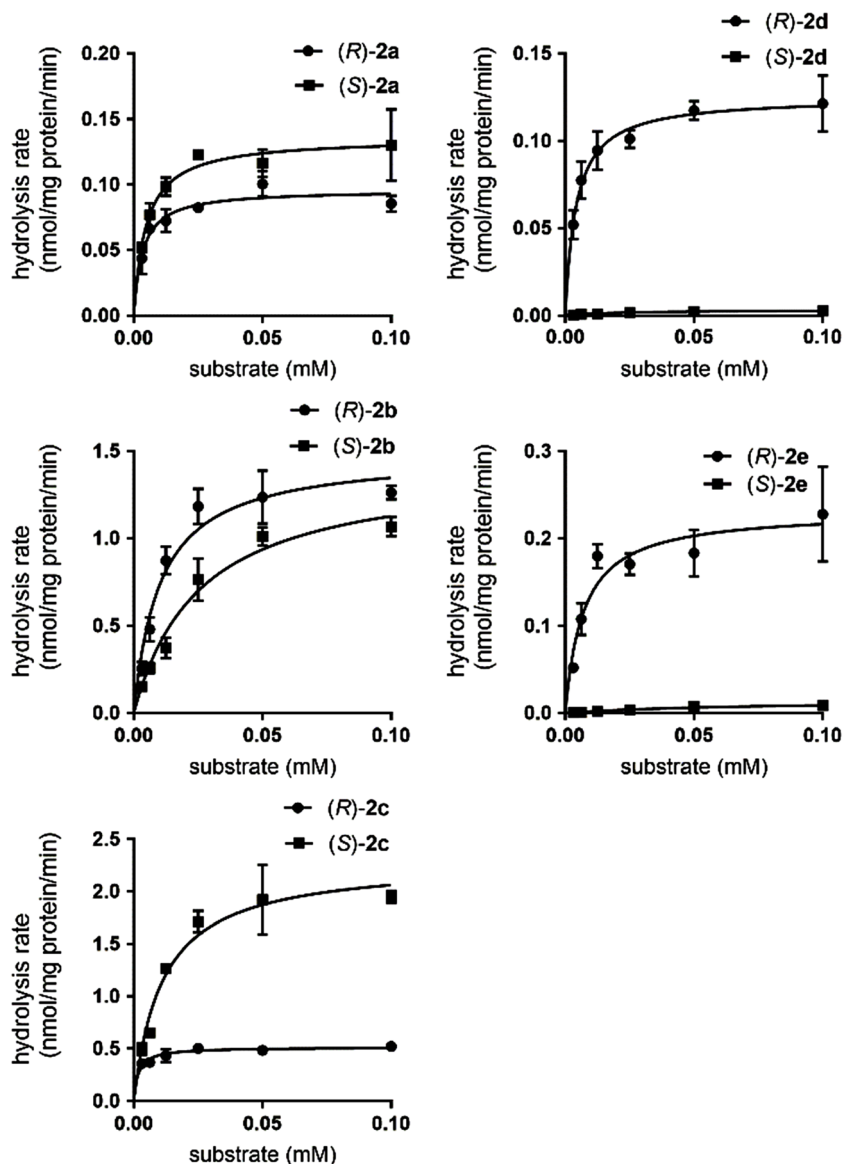 (R)-2a
(S)-2a
hydrolysis rate
(nmol/mg protein/min)
0.20
0.15
0.10
0.05
0.00
0.00 0.05 0.10
substrate (mM)
(R)-2d
(S)-2d
hydrolysis rate
(nmol/mg protein/min)
0.15
0.10
0.05
0.00
0.00 0.05 0.10
substrate (mM)
(R)-2b
(S)-2b
hydrolysis rate
(nmol/mg protein/min)
1.5
1.0
0.5
0.0
0.00 0.05 0.10
substrate (mM)
(R)-2e
(S)-2e
hydrolysis rate
(nmol/mg protein/min)
0.3
0.2
0.1
0.0
0.00 0.05 0.10
substrate (mM)
(R)-2c
(S)-2c
hydrolysis rate
(nmol/mg protein/min)
2.5
2.0
1.5
1.0
0.5
0.0
0.00 0.05 0.10
substrate (mM)